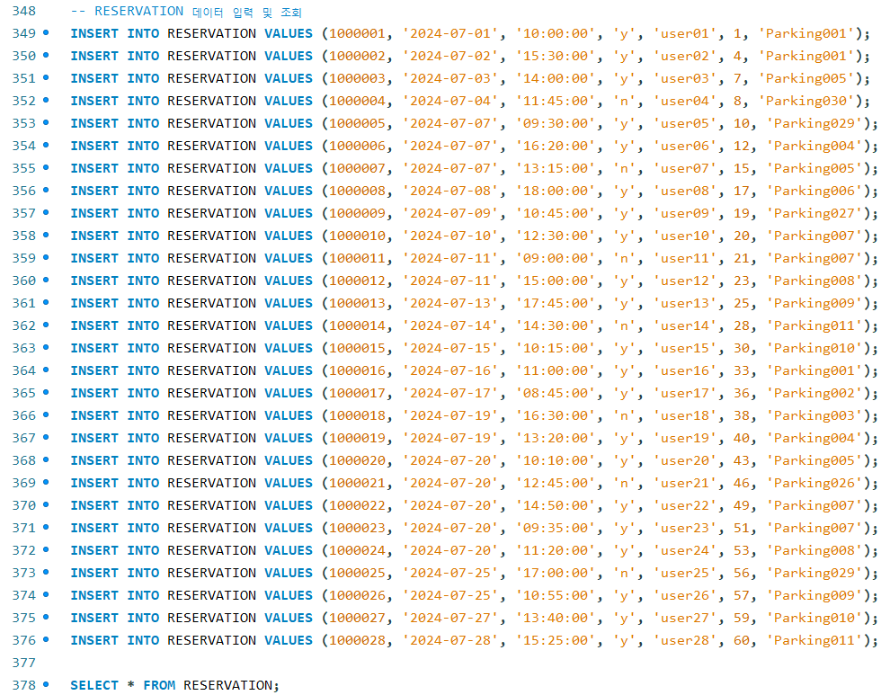 348 -- RESERVATION 데이터 입력 및 조회
349 INSERT INTO RESERVATION VALUES (1000001, '2024-07-01', '10:00:00', 'y', 'user01', 1, 'Parking001');
350 INSERT INTO RESERVATION VALUES (1000002, '2024-07-02', '15:30:00', 'y', 'user02', 4, 'Parking001');
351 INSERT INTO RESERVATION VALUES (1000003, '2024-07-03', '14:00:00', 'y', 'user03', 7, 'Parking005');
352 INSERT INTO RESERVATION VALUES (1000004, '2024-07-04', '11:45:00', 'n', 'user04', 8, 'Parking030');
353 INSERT INTO RESERVATION VALUES (1000005, '2024-07-07', '09:30:00', 'y', 'user05', 10, 'Parking029');
354 INSERT INTO RESERVATION VALUES (1000006, '2024-07-07', '16:20:00', 'y', 'user06', 12, 'Parking004');
355 INSERT INTO RESERVATION VALUES (1000007, '2024-07-07', '13:15:00', 'n', 'user07', 15, 'Parking005');
356 INSERT INTO RESERVATION VALUES (1000008, '2024-07-08', '18:00:00', 'y', 'user08', 17, 'Parking006');
357 INSERT INTO RESERVATION VALUES (1000009, '2024-07-09', '10:45:00', 'y', 'user09', 19, 'Parking027');
358 INSERT INTO RESERVATION VALUES (1000010, '2024-07-10', '12:30:00', 'y', 'user10', 20, 'Parking007');
359 INSERT INTO RESERVATION VALUES (1000011, '2024-07-11', '09:00:00', 'n', 'user11', 21, 'Parking007');
360 INSERT INTO RESERVATION VALUES (1000012, '2024-07-11', '15:00:00', 'y', 'user12', 23, 'Parking008');
361 INSERT INTO RESERVATION VALUES (1000013, '2024-07-13', '17:45:00', 'y', 'user13', 25, 'Parking009');
362 INSERT INTO RESERVATION VALUES (1000014, '2024-07-14', '14:30:00', 'n', 'user14', 28, 'Parking011');
363 INSERT INTO RESERVATION VALUES (1000015, '2024-07-15', '10:15:00', 'y', 'user15', 30, 'Parking010');
364 INSERT INTO RESERVATION VALUES (1000016, '2024-07-16', '11:00:00', 'y', 'user16', 33, 'Parking001');
365 INSERT INTO RESERVATION VALUES (1000017, '2024-07-17', '08:45:00', 'y', 'user17', 36, 'Parking002');
366 INSERT INTO RESERVATION VALUES (1000018, '2024-07-19', '16:30:00', 'n', 'user18', 38, 'Parking003');
367 INSERT INTO RESERVATION VALUES (1000019, '2024-07-19', '13:20:00', 'y', 'user19', 40, 'Parking004');
368 INSERT INTO RESERVATION VALUES (1000020, '2024-07-20', '10:10:00', 'y', 'user20', 43, 'Parking005');
369 INSERT INTO RESERVATION VALUES (1000021, '2024-07-20', '12:45:00', 'n', 'user21', 46, 'Parking026');
370 INSERT INTO RESERVATION VALUES (1000022, '2024-07-20', '14:50:00', 'y', 'user22', 49, 'Parking007');
371 INSERT INTO RESERVATION VALUES (1000023, '2024-07-20', '09:35:00', 'y', 'user23', 51, 'Parking007');
372 INSERT INTO RESERVATION VALUES (1000024, '2024-07-20', '11:20:00', 'y', 'user24', 53, 'Parking008');
373 INSERT INTO RESERVATION VALUES (1000025, '2024-07-25', '17:00:00', 'n', 'user25', 56, 'Parking029');
374 INSERT INTO RESERVATION VALUES (1000026, '2024-07-25', '10:55:00', 'y', 'user26', 57, 'Parking009');
375 INSERT INTO RESERVATION VALUES (1000027, '2024-07-27', '13:40:00', 'y', 'user27', 59, 'Parking010');
376 INSERT INTO RESERVATION VALUES (1000028, '2024-07-28', '15:25:00', 'y', 'user28', 60, 'Parking011');
377
378 SELECT * FROM RESERVATION;